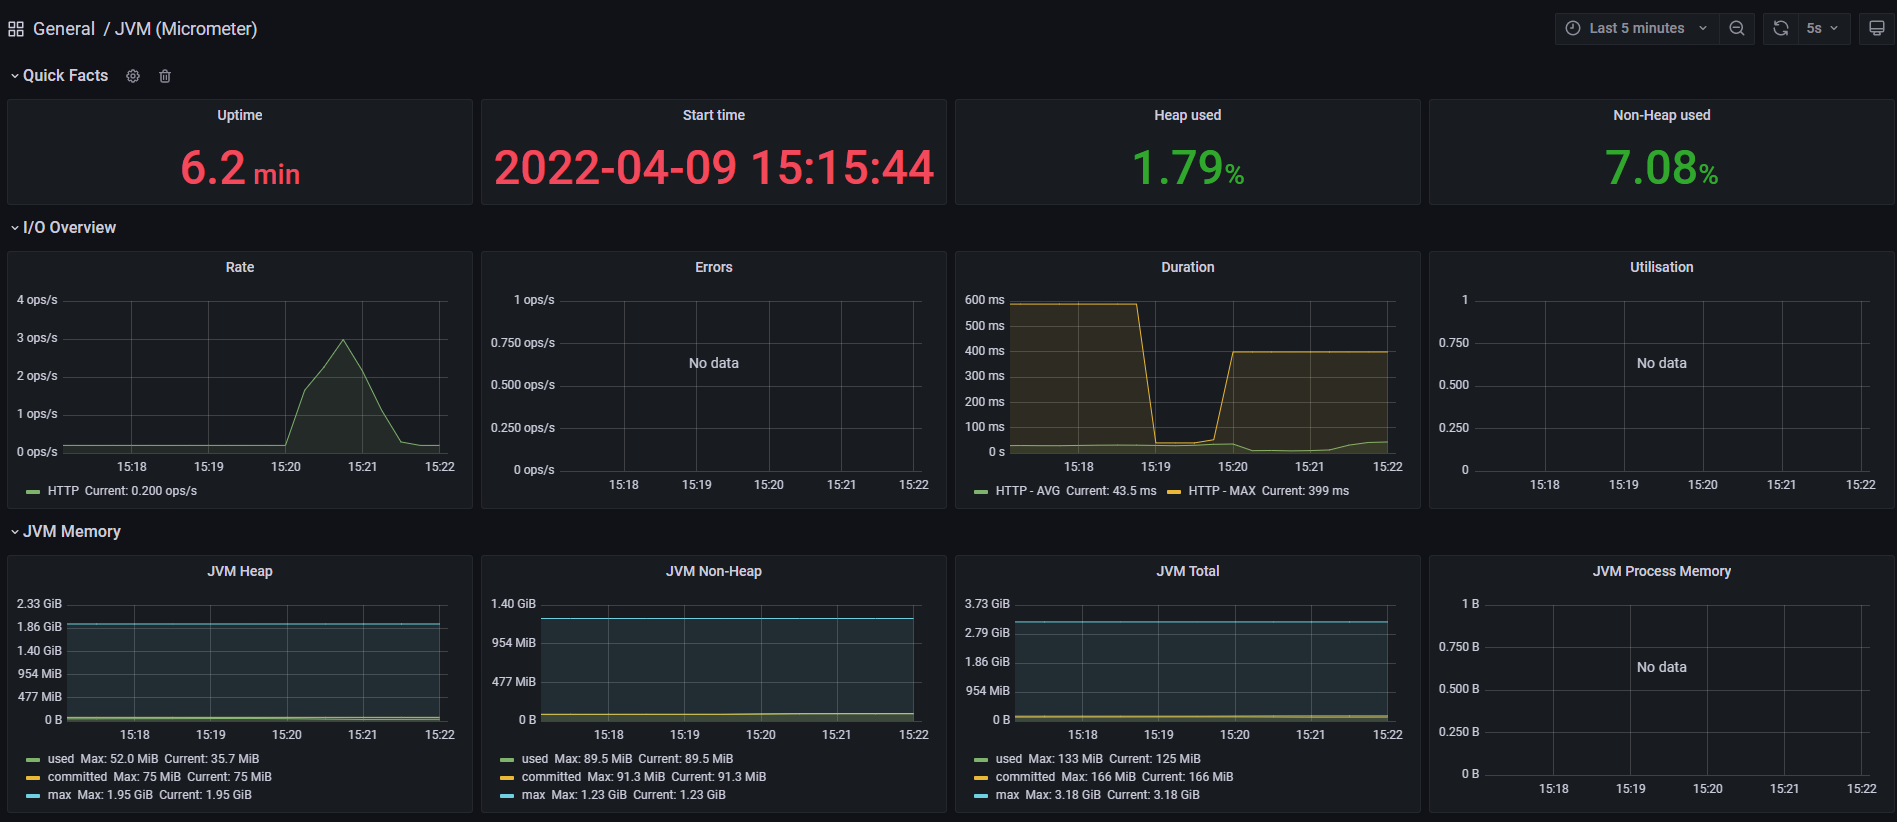 General / JVM (Micrometer)
Last 5 minutes
5s
Quick Facts
Uptime
6.2 min
Start time
2022-04-09 15:15:44
Heap used
1.79%
Non-Heap used
7.08%
I/O Overview
Rate
4 ops/s
3 ops/s
2 ops/s
1 ops/s
0 ops/s
15:18 15:19 15:20 15:21 15:22
HTTP Current: 0.200 ops/s
Errors
1 ops/s
0.750 ops/s
0.500 ops/s
0.250 ops/s
0 ops/s
No data
15:18 15:19 15:20 15:21 15:22
Duration
600 ms
500 ms
400 ms
300 ms
200 ms
100 ms
0 s
15:18 15:19 15:20 15:21 15:22
HTTP - AVG Current: 43.5 ms HTTP - MAX Current: 399 ms
Utilisation
1
0.750
0.500
0.250
0
No data
15:18 15:19 15:20 15:21 15:22
JVM Memory
JVM Heap
2.33 GiB
1.86 GiB
1.40 GiB
954 MiB
477 MiB
0 B
15:18 15:19 15:20 15:21 15:22
used Max: 52.0 MiB Current: 35.7 MiB
committed Max: 75 MiB Current: 75 MiB
max Max: 1.95 GiB Current: 1.95 GiB
JVM Non-Heap
1.40 GiB
954 MiB
477 MiB
0 B
15:18 15:19 15:20 15:21 15:22
used Max: 89.5 MiB Current: 89.5 MiB
committed Max: 91.3 MiB Current: 91.3 MiB
max Max: 1.23 GiB Current: 1.23 GiB
JVM Total
3.73 GiB
2.79 GiB
1.86 GiB
954 MiB
0 B
15:18 15:19 15:20 15:21 15:22
used Max: 133 MiB Current: 125 MiB
committed Max: 166 MiB Current: 166 MiB
max Max: 3.18 GiB Current: 3.18 GiB
JVM Process Memory
1 B
0.750 B
0.500 B
0.250 B
0 B
No data
15:18 15:19 15:20 15:21 15:22